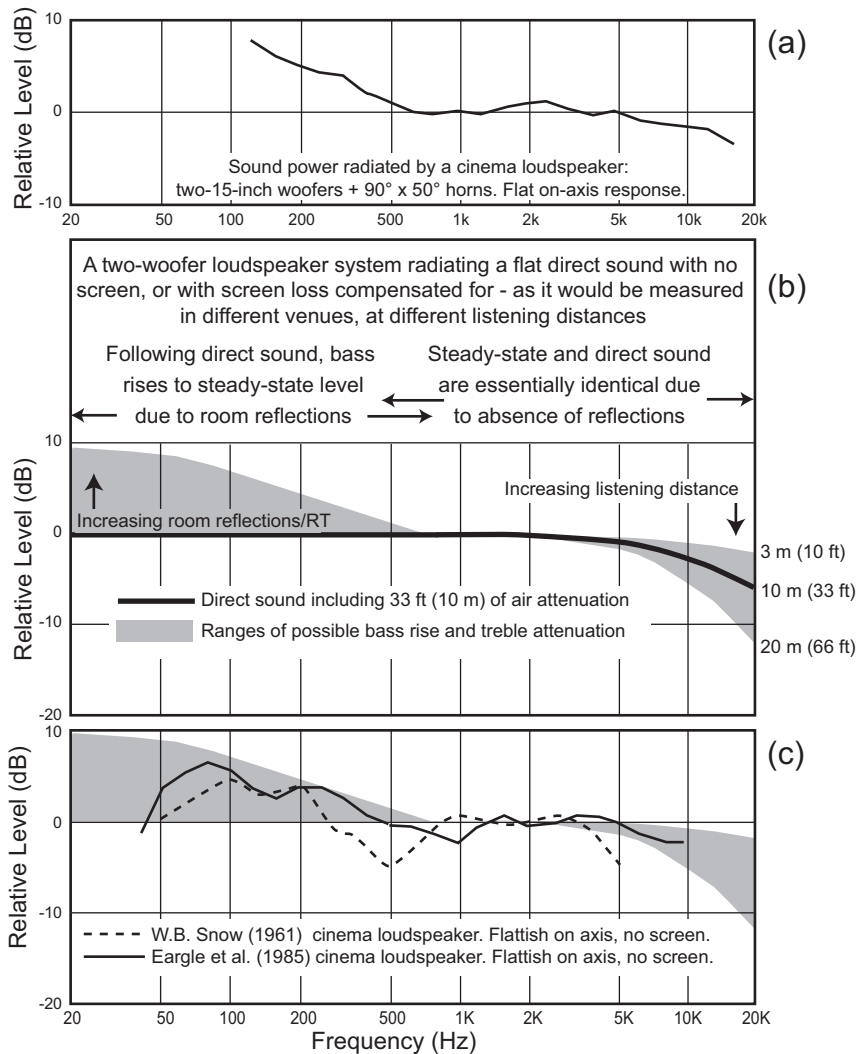 10
(a)
Relative Level (dB)
0
Sound power radiated by a cinema loudspeaker:
two-15-inch woofers + 90° x 50° horns. Flat on-axis response.
-10
20 50 100 200 500 1k 2k 5k 10k 20k
A two-woofer loudspeaker system radiating a flat direct sound with no
(b)
screen, or with screen loss compensated for - as it would be measured
in different venues, at different listening distances
Following direct sound, bass
rises to steady-state level
due to room reflections
Steady-state and direct sound
are essentially identical due
to absence of reflections
10
Relative Level (dB)
Increasing listening distance
Increasing room reflections/RT
0
3 m (10 ft)
10 m (33 ft)
Direct sound including 33 ft (10 m) of air attenuation
-10
Ranges of possible bass rise and treble attenuation
20 m (66 ft)
-20
10
(c)
Relative Level (dB)
0
-10
W.B. Snow (1961) cinema loudspeaker. Flattish on axis, no screen.
Eargle et al. (1985) cinema loudspeaker. Flattish on axis, no screen.
-20
20 50 100 200 500 1K 2K 5K 10K 20K
Frequency (Hz)